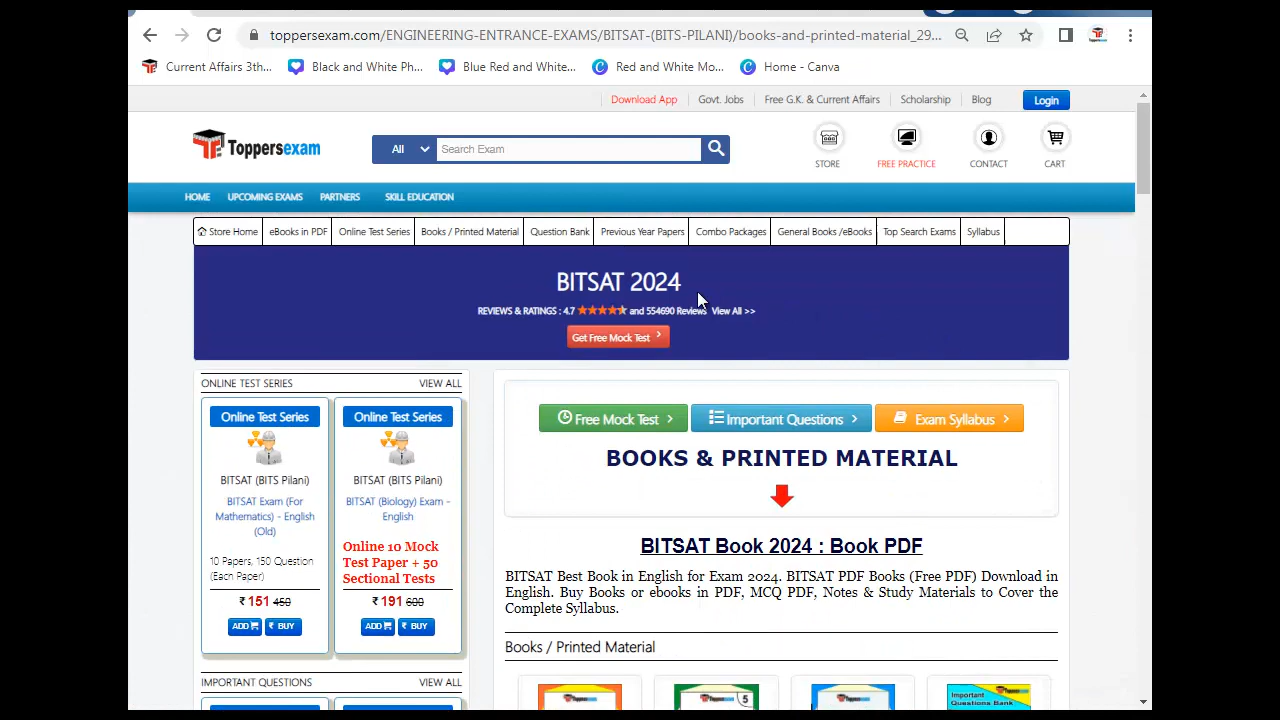 toppersexam.com/ENGINEERING-ENTRANCE-EXAMS/BITSAT-(BITS-PILANI)/books-and-printed-material_29...
Current Affairs 3th... Black and White Ph... Blue Red and White... Red and White Mo... Home - Canva
Download App Govt. Jobs Free G.K. & Current Affairs Scholarship Blog Login
Toppersexam All Search Exam STORE FREE PRACTICE CONTACT CART
HOME UPCOMING EXAMS PARTNERS SKILL EDUCATION
Store Home eBooks in PDF Online Test Series Books / Printed Material Question Bank Previous Year Papers Combo Packages General Books /eBooks Top Search Exams Syllabus
BITSAT 2024
REVIEWS & RATINGS : 4.7 and 554690 Reviews View All >>
Get Free Mock Test
ONLINE TEST SERIES VIEW ALL
Online Test Series
BITSAT (BITS Pilani)
BITSAT Exam (For
Mathematics) - English
(Old)
10 Papers, 150 Question
(Each Paper)
₹ 151 450
ADD ₹ BUY
Online Test Series
BITSAT (BITS Pilani)
BITSAT (Biology) Exam -
English
Online 10 Mock
Test Paper + 50
Sectional Tests
₹ 191 600
ADD ₹ BUY
IMPORTANT QUESTIONS VIEW ALL
Free Mock Test Important Questions Exam Syllabus
BOOKS & PRINTED MATERIAL
BITSAT Book 2024 : Book PDF
BITSAT Best Book in English for Exam 2024. BITSAT PDF Books (Free PDF) Download in
English. Buy Books or ebooks in PDF, MCQ PDF, Notes & Study Materials to Cover the
Complete Syllabus.
Books / Printed Material
Toppersexam
Toppersexam 5
Toppersexam
Important
Questions Bank Toppersexam